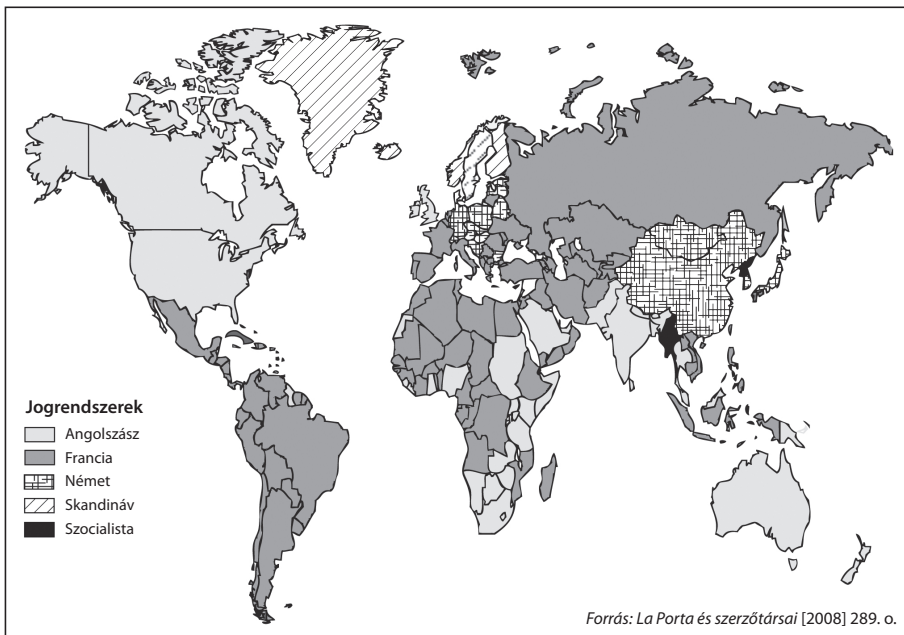 Jogrendszerek
Angolszász
Francia
Német
Skandináv
Szocialista
Forrás: La Porta és szerzőtársai [2008] 289. o.